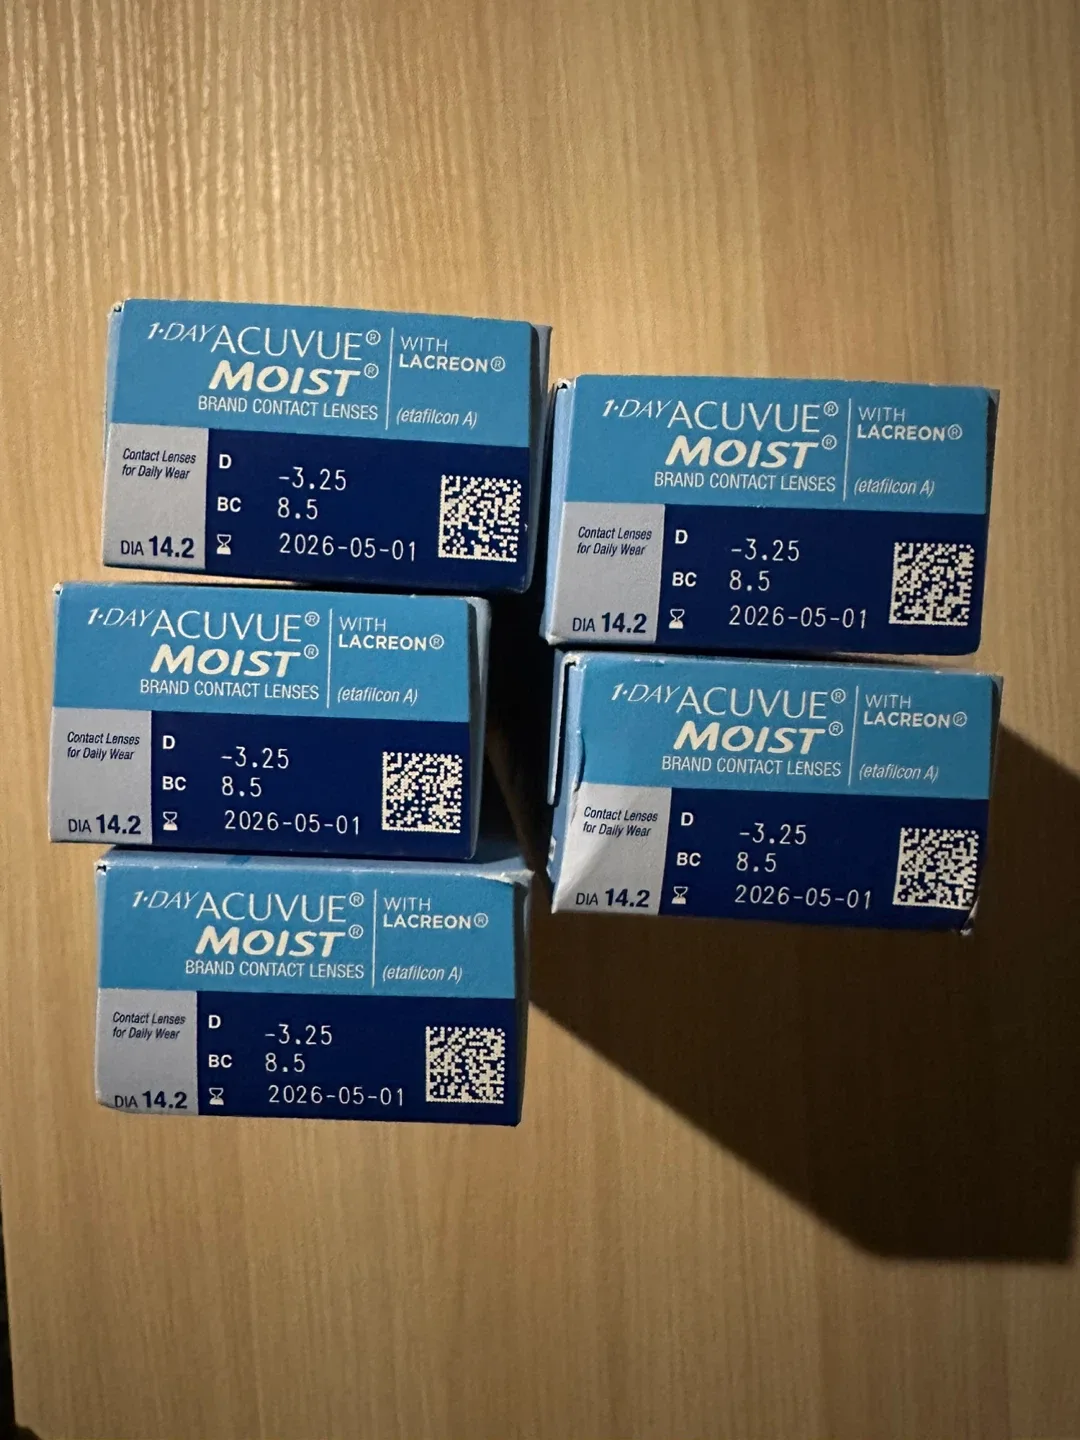 1·DAY ACUVUE® WITH
MOIST® LACREON®
BRAND CONTACT LENSES (etafilcon A)
Contact Lenses
for Daily Wear
D -3.25
BC 8.5
DIA 14.2 2026-05-01
1·DAY ACUVUE® WITH
MOIST® LACREON®
BRAND CONTACT LENSES (etafilcon A)
Contact Lenses
for Daily Wear
D -3.25
BC 8.5
DIA 14.2 2026-05-01
1·DAY ACUVUE® WITH
MOIST® LACREON®
BRAND CONTACT LENSES (etafilcon A)
Contact Lenses
for Daily Wear
D -3.25
BC 8.5
DIA 14.2 2026-05-01
1·DAY ACUVUE® WITH
MOIST® LACREON®
BRAND CONTACT LENSES (etafilcon A)
Contact Lenses
for Daily Wear
D -3.25
BC 8.5
DIA 14.2 2026-05-01
1·DAY ACUVUE® WITH
MOIST® LACREON®
BRAND CONTACT LENSES (etafilcon A)
Contact Lenses
for Daily Wear
D -3.25
BC 8.5
DIA 14.2 2026-05-01